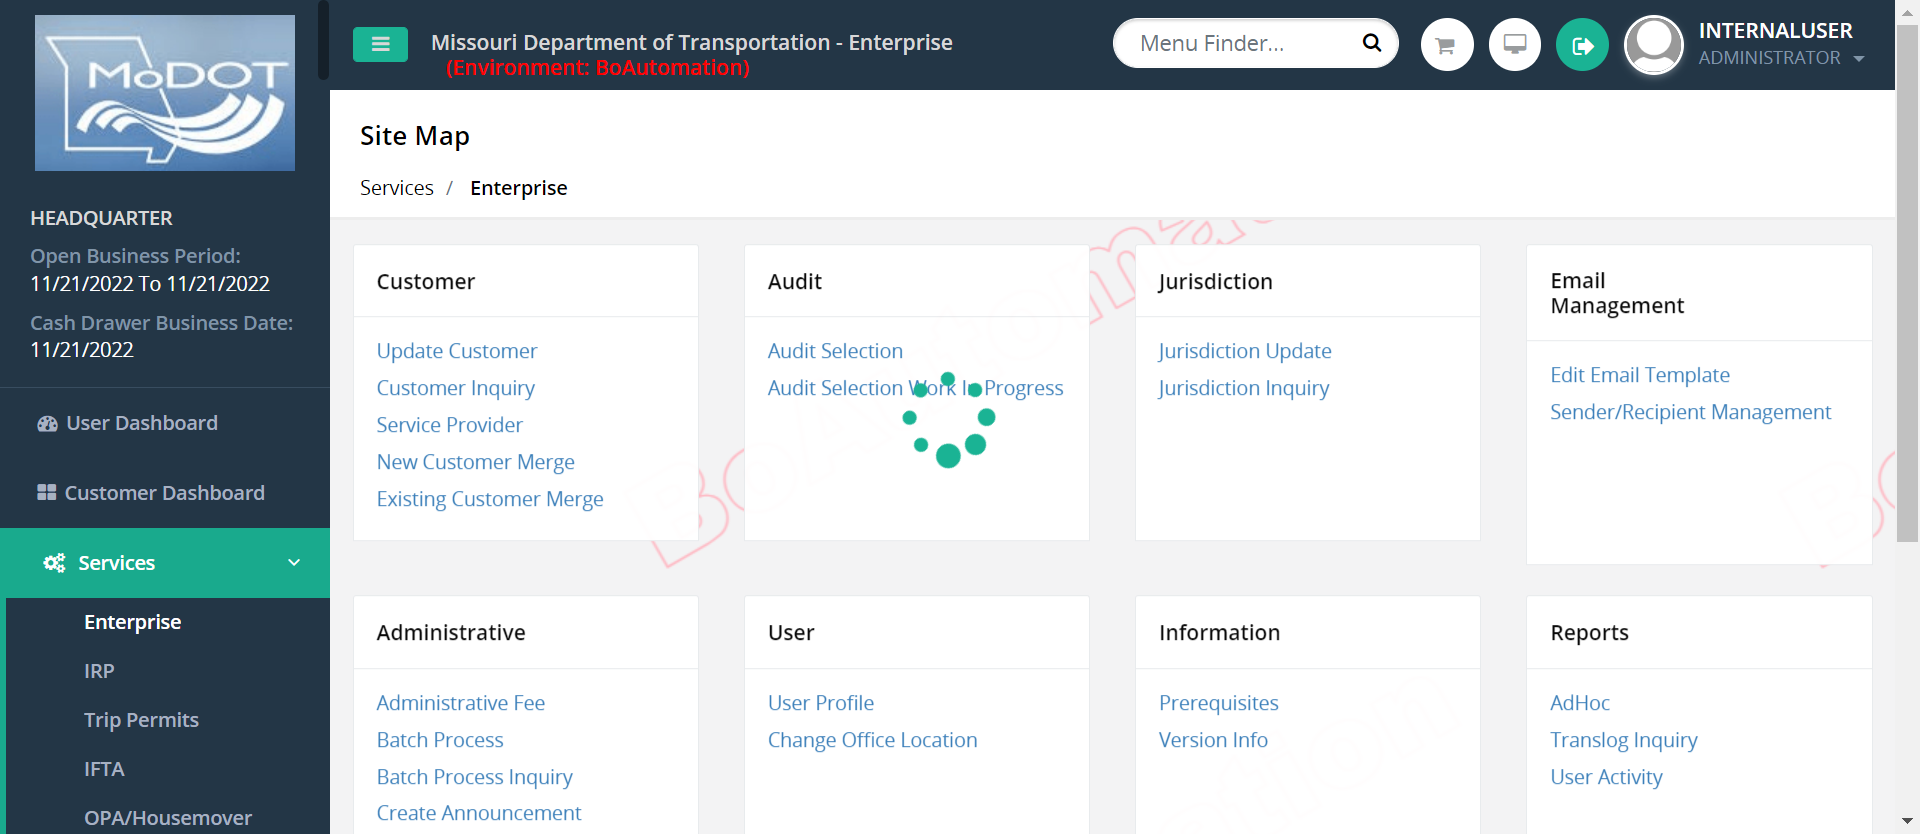 MoDOT
Missouri Department of Transportation - Enterprise
(Environment: BoAutomation)
Menu Finder...
INTERNALUSER
ADMINISTRATOR
HEADQUARTER
Open Business Period:
11/21/2022 To 11/21/2022
Cash Drawer Business Date:
11/21/2022
User Dashboard
Customer Dashboard
Services
Enterprise
IRP
Trip Permits
IFTA
OPA/Housemover
Site Map
Services / Enterprise
Customer
Update Customer
Customer Inquiry
Service Provider
New Customer Merge
Existing Customer Merge
Audit
Audit Selection
Audit Selection Work In Progress
Jurisdiction
Jurisdiction Update
Jurisdiction Inquiry
Email
Management
Edit Email Template
Sender/Recipient Management
Administrative
Administrative Fee
Batch Process
Batch Process Inquiry
Create Announcement
User
User Profile
Change Office Location
Information
Prerequisites
Version Info
Reports
AdHoc
Translog Inquiry
User Activity